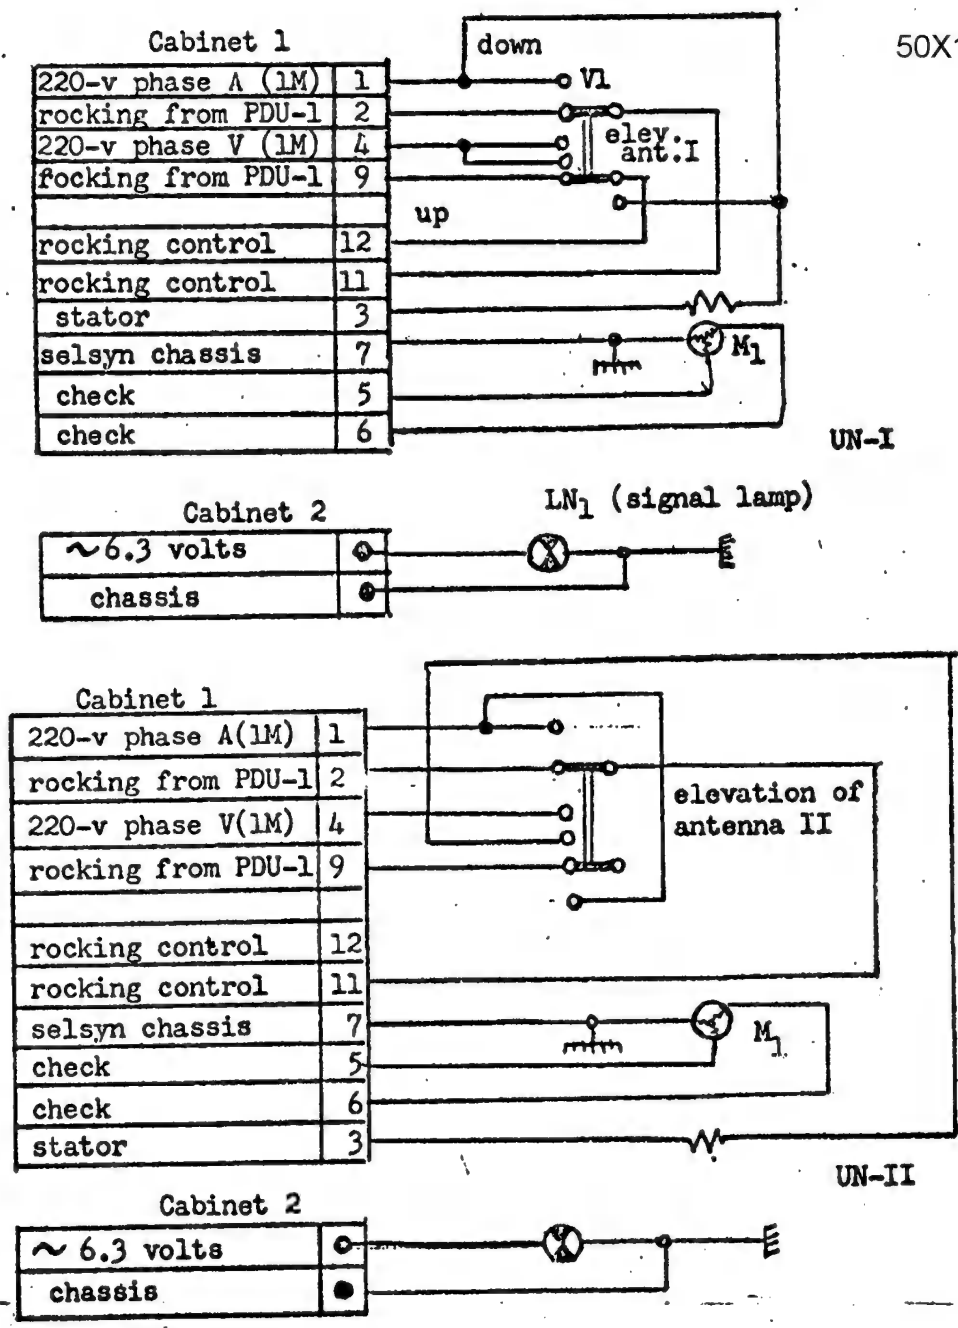 50X1
Cabinet 1
down
220-v phase A (1M) 1
V1
rocking from PDU-1 2
elev.
ant.I
220-v phase V (1M) 4
rocking from PDU-1 9
up
rocking control 12
rocking control 11
stator 3
selsyn chassis 7
M1
check 5
check 6
UN-I
LN1 (signal lamp)
Cabinet 2
~6.3 volts
chassis
Cabinet 1
220-v phase A(1M) 1
rocking from PDU-1 2
elevation of
antenna II
220-v phase V(1M) 4
rocking from PDU-1 9
rocking control 12
rocking control 11
selsyn chassis 7
M1
check 5
check 6
stator 3
UN-II
Cabinet 2
~ 6.3 volts
chassis